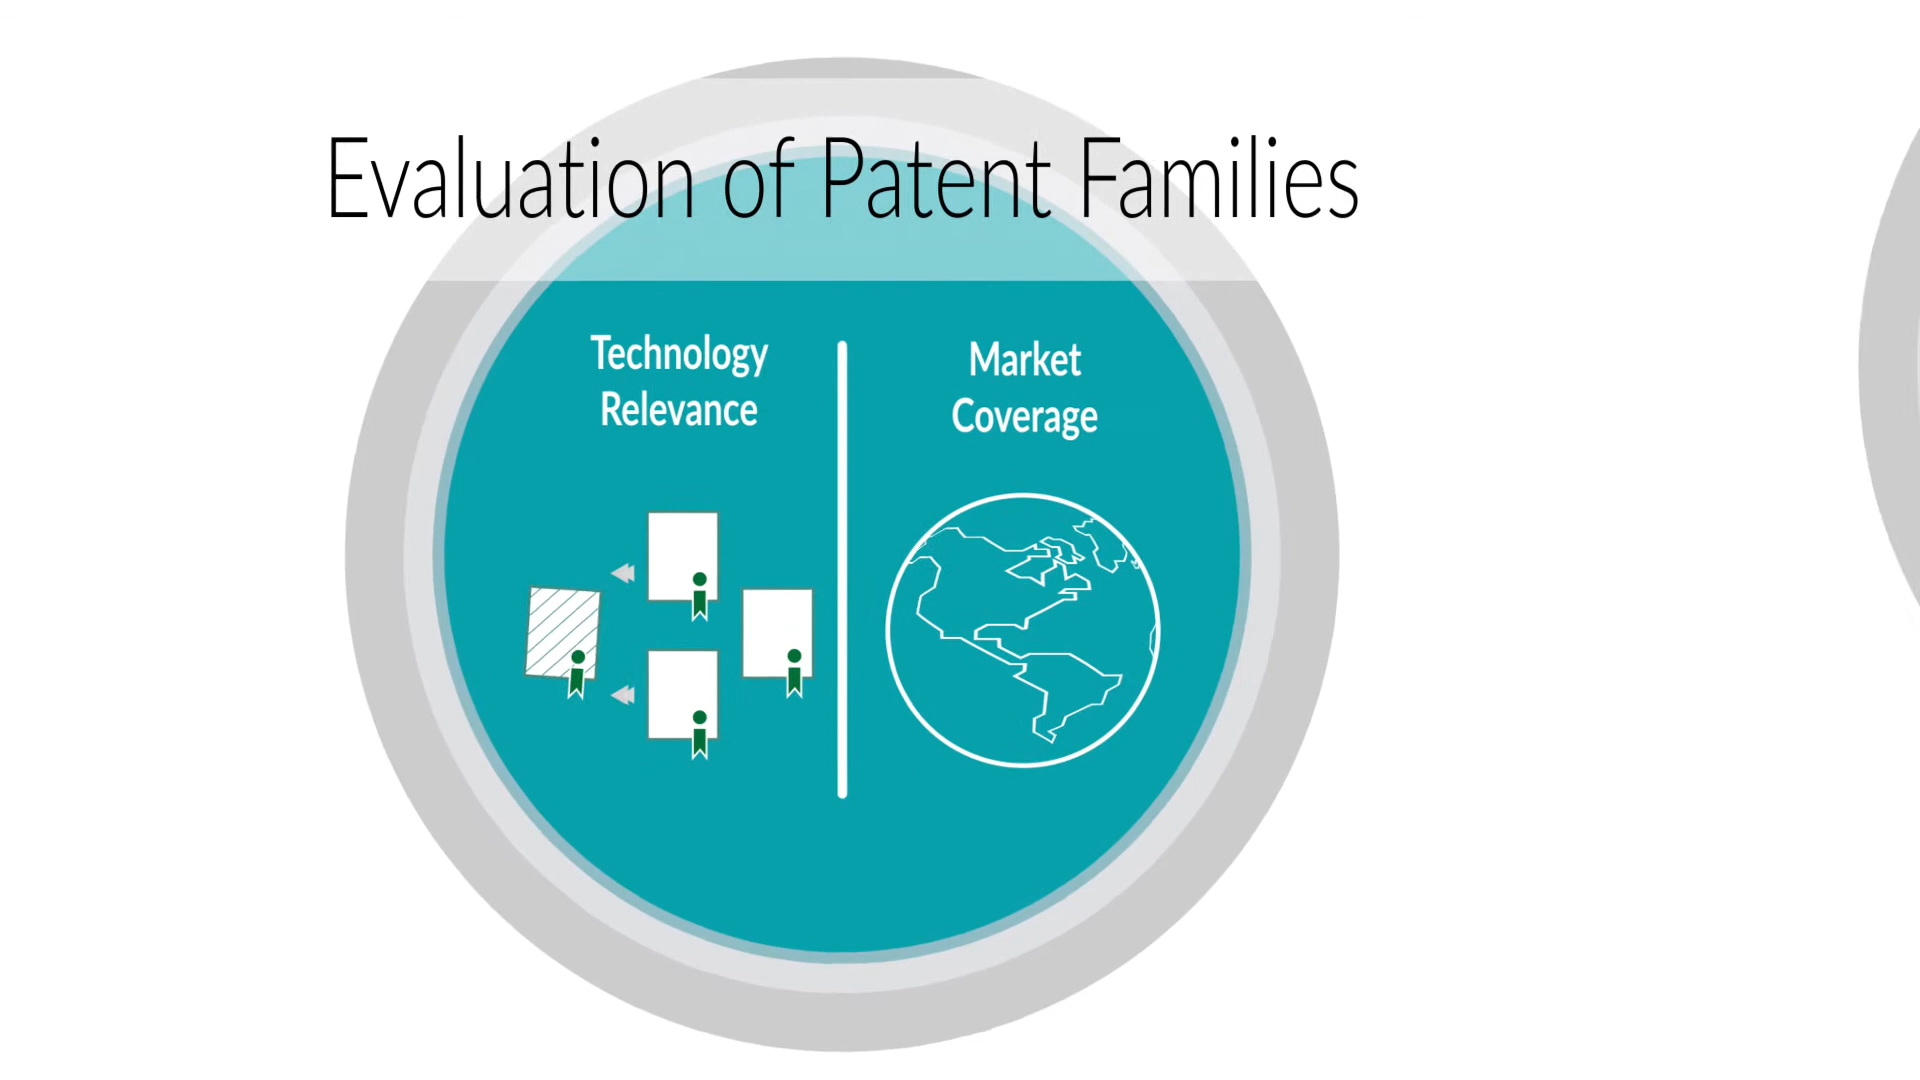 Evaluation of Patent Families
Technology
Relevance
Market
Coverage